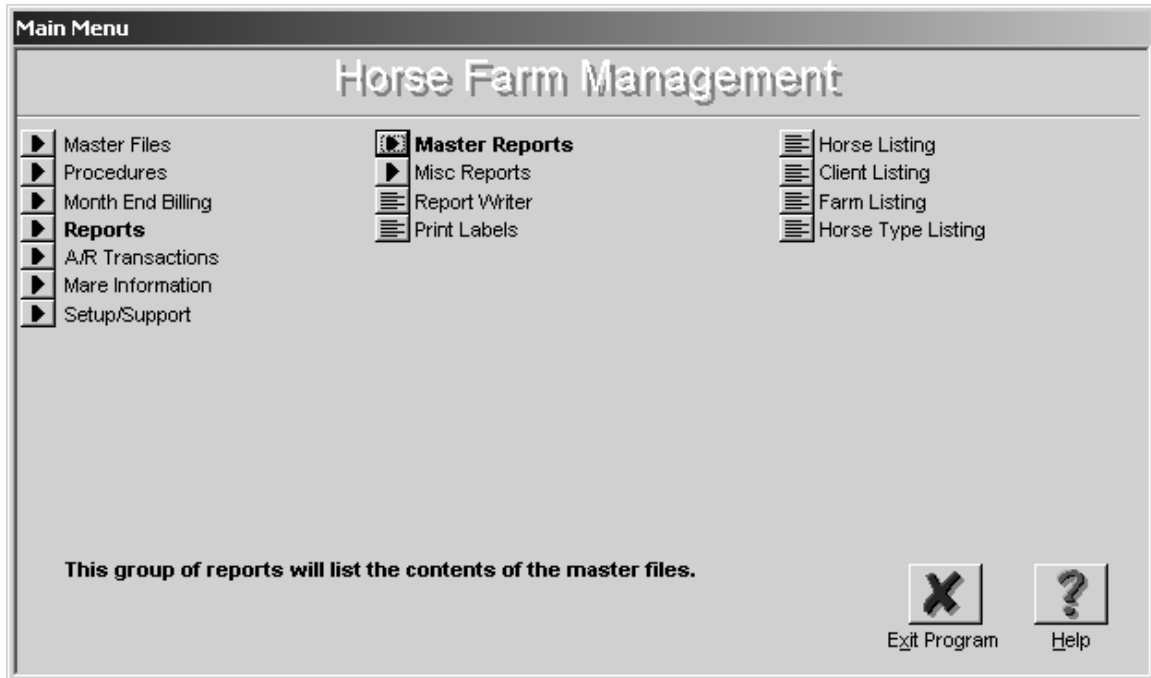 Main Menu
Horse Farm Management
Master Files
Procedures
Month End Billing
Reports
A/R Transactions
Mare Information
Setup/Support
Master Reports
Misc Reports
Report Writer
Print Labels
Horse Listing
Client Listing
Farm Listing
Horse Type Listing
This group of reports will list the contents of the master files.
Exit Program
Help